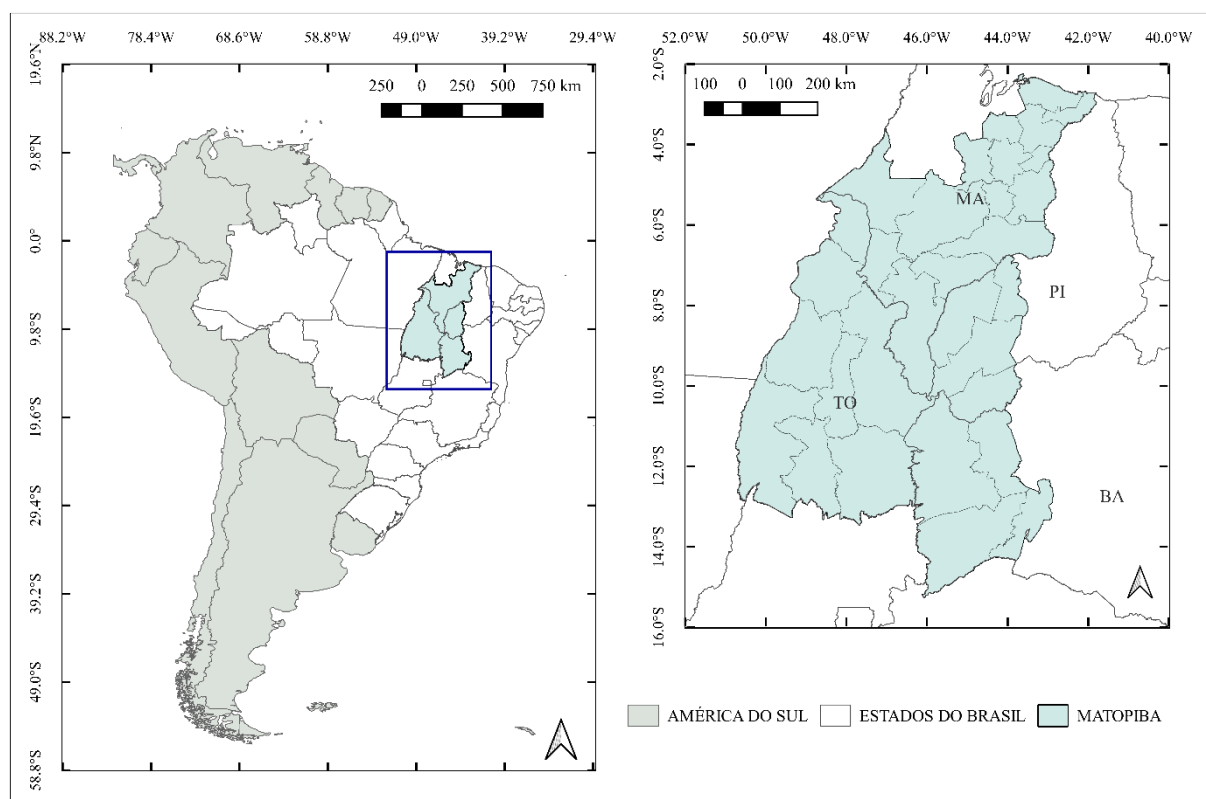 88.2°W 78.4°W 68.6°W 58.8°W 49.0°W 39.2°W 29.4°W
19.6°N
9.8°N
0.0°
9.8°S
19.6°S
29.4°S
39.2°S
49.0°S
58.8°S
250 0 250 500 750 km
52.0°W 50.0°W 48.0°W 46.0°W 44.0°W 42.0°W 40.0°W
2.0°S
4.0°S
6.0°S
8.0°S
10.0°S
12.0°S
14.0°S
16.0°S
100 0 100 200 km
MA
PI
TO
BA
AMÉRICA DO SUL ESTADOS DO BRASIL MATOPIBA